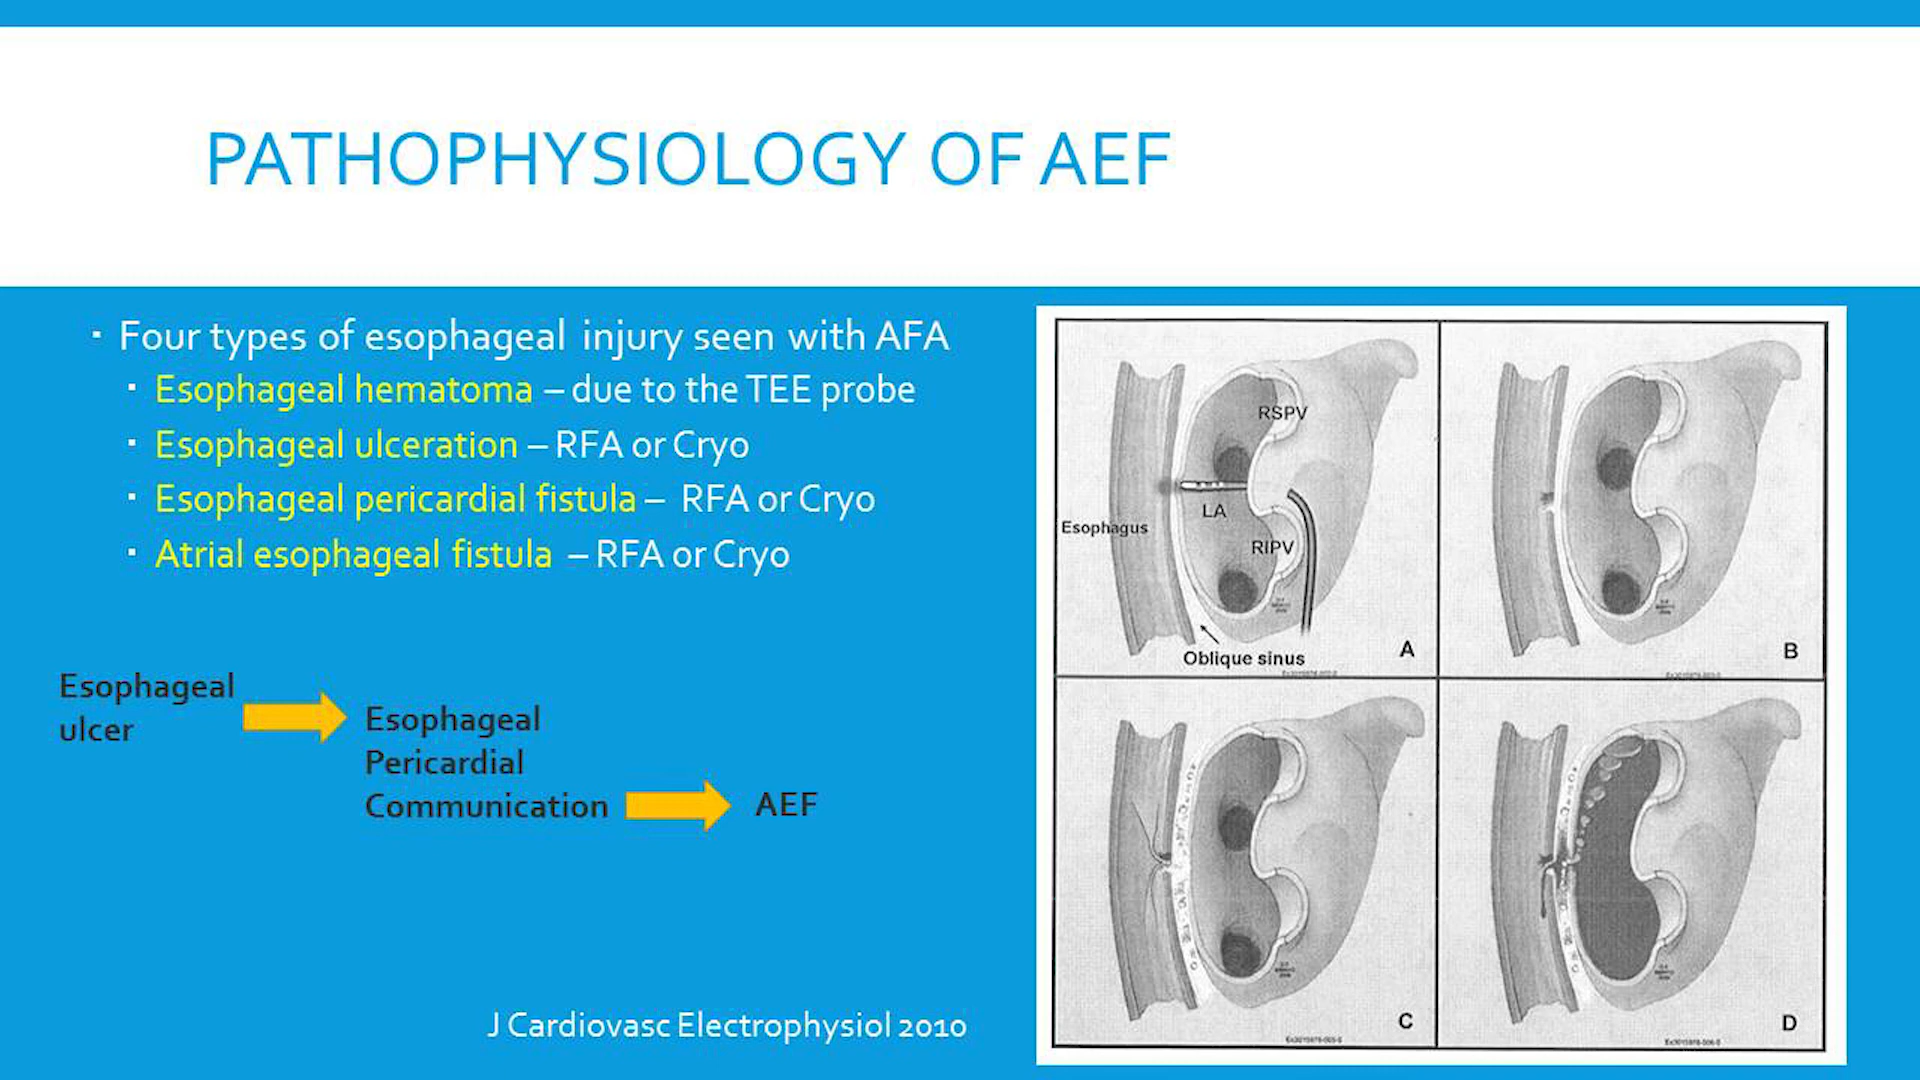 PATHOPHYSIOLOGY OF AEF
Four types of esophageal injury seen with AFA
Esophageal hematoma – due to the TEE probe
Esophageal ulceration – RFA or Cryo
Esophageal pericardial fistula – RFA or Cryo
Atrial esophageal fistula – RFA or Cryo
Esophageal
ulcer
Esophageal
Pericardial
Communication
AEF
J Cardiovasc Electrophysiol 2010
RSPV
LA
Esophagus
RIPV
Oblique sinus
A
B
C
D